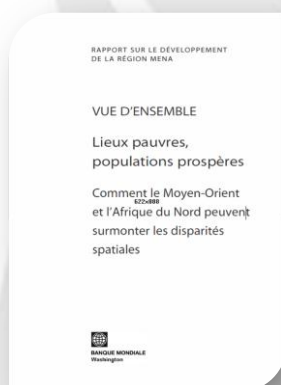 RAPPORT SUR LE DÉVELOPPEMENT
DE LA RÉGION MENA
VUE D'ENSEMBLE
Lieux pauvres,
populations prospères
Comment le Moyen-Orient
622x888
et l'Afrique du Nord peuvent
surmonter les disparités
spatiales
BANQUE MONDIALE
Washington